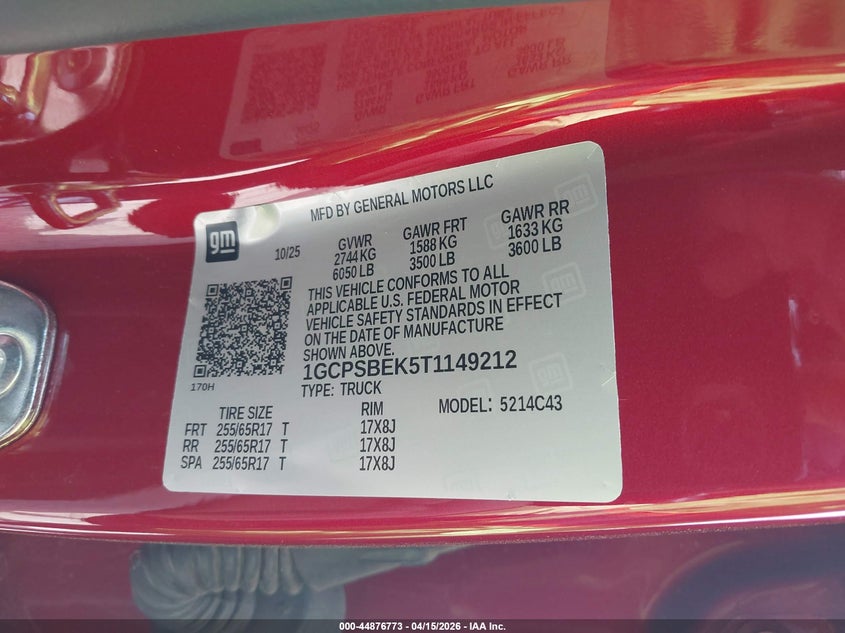 MFD BY GENERAL MOTORS LLC
gm
10/25
GVWR GAWR FRT GAWR RR
2744 KG 1588 KG 1633 KG
6050 LB 3500 LB 3600 LB
THIS VEHICLE CONFORMS TO ALL
APPLICABLE U.S. FEDERAL MOTOR
VEHICLE SAFETY STANDARDS IN EFFECT
ON THE DATE OF MANUFACTURE
SHOWN ABOVE.
170H
1GCPSBEK5T1149212
TYPE: TRUCK
MODEL: 5214C43
TIRE SIZE RIM
FRT 255/65R17 T 17X8J
RR 255/65R17 T 17X8J
SPA 255/65R17 T 17X8J
000-44876773 - 04/15/2026 - IAA Inc.